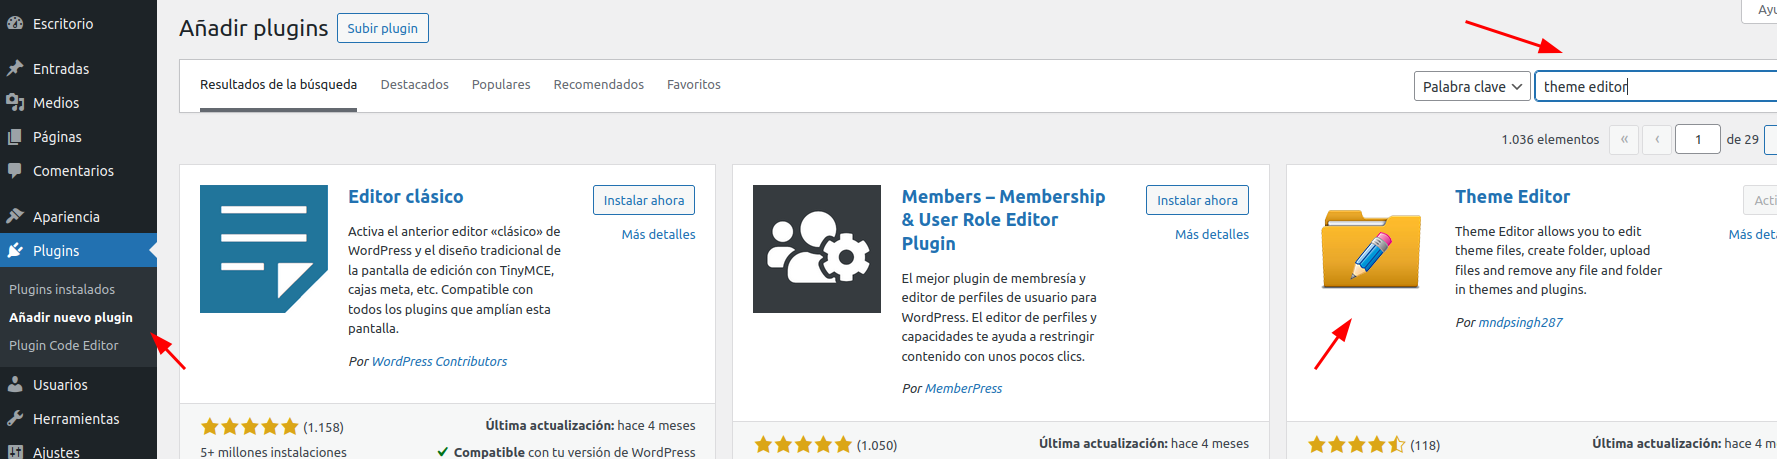 Escritorio
Entradas
Medios
Páginas
Comentarios
Apariencia
Plugins
Plugins instalados
Añadir nuevo plugin
Plugin Code Editor
Usuarios
Herramientas
Ajustes
Añadir plugins
Subir plugin
Resultados de la búsqueda Destacados Populares Recomendados Favoritos
Palabra clave
theme editor
1.036 elementos « ‹ 1 de 29
Editor clásico
Instalar ahora
Más detalles
Activa el anterior editor «clásico» de
WordPress y el diseño tradicional de
la pantalla de edición con TinyMCE,
cajas meta, etc. Compatible con
todos los plugins que amplían esta
pantalla.
Por WordPress Contributors
(1.158)
Última actualización: hace 4 meses
5+ millones instalaciones
Compatible con tu versión de WordPress
Members – Membership
& User Role Editor
Plugin
Instalar ahora
Más detalles
El mejor plugin de membresía y
editor de perfiles de usuario para
WordPress. El editor de perfiles y
capacidades te ayuda a restringir
contenido con unos pocos clics.
Por MemberPress
(1.050)
Última actualización: hace 4 meses
Theme Editor
Theme Editor allows you to edit
theme files, create folder, upload
files and remove any file and folder
in themes and plugins.
Por mndpsingh287
Más
(118)
Última actualización: hace 4